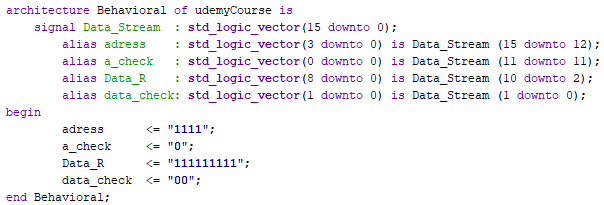 architecture Behavioral of udemyCourse is
signal Data_Stream : std_logic_vector(15 downto 0);
alias adress : std_logic_vector(3 downto 0) is Data_Stream (15 downto 12);
alias a_check : std_logic_vector(0 downto 0) is Data_Stream (11 downto 11);
alias Data_R : std_logic_vector(8 downto 0) is Data_Stream (10 downto 2);
alias data_check: std_logic_vector(1 downto 0) is Data_Stream (1 downto 0);
begin
adress <= "1111";
a_check <= "0";
Data_R <= "111111111";
data_check <= "00";
end Behavioral;